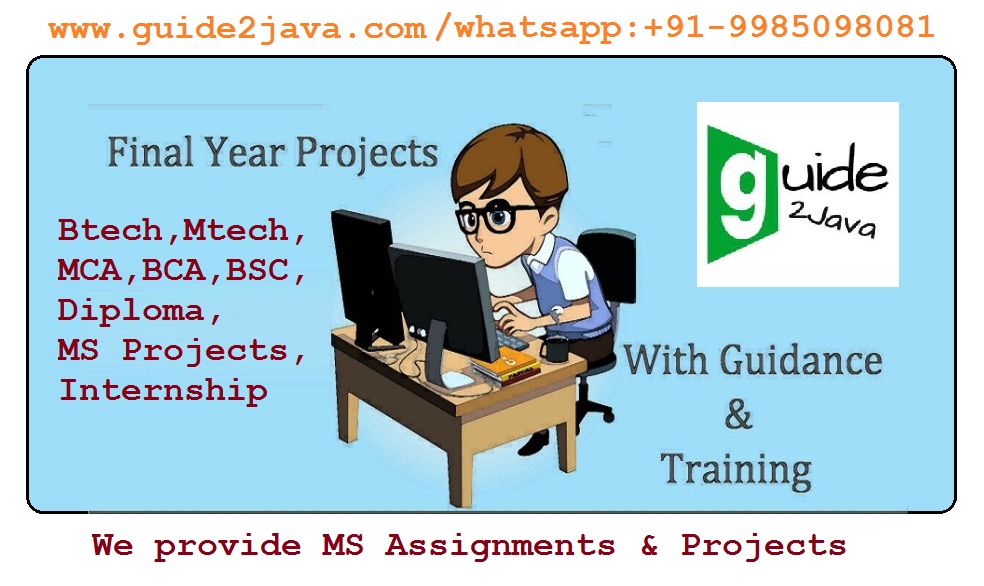 www.guide2java.com /whatsapp:+91-9985098081
Final Year Projects
guide
2Java
Btech,Mtech,
MCA,BCA,BSC,
Diploma,
MS Projects,
Internship
With Guidance
&
Training
We provide MS Assignments & Projects